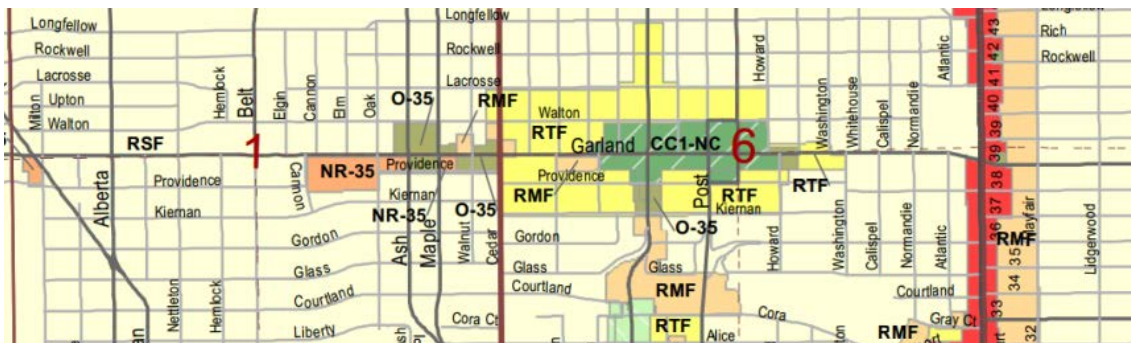 Longfellow
Longfellow
Rich
Rockwell
Rockwell
Rockwell
Howard
Atlantic
43
42
41
40
39
39
Lacrosse
Lacrosse
Milton
Upton
Walton
Hemlock
Belt
Elgin
Cannon
Elm
Oak
O-35
RMF
Walton
Washington
Whitehouse
Calispel
Normandie
RSF
1
RTF
Garland
CC1-NC
6
Providence
NR-35
Providence
Providence
RTF
38
Alberta
Cannon
Kiernan
Kiernan
NR-35
O-35
RMF
Post
RTF
Kiernan
37
36
Mayfair
RMF
Gordon
Ash
Maple
Walnut
Cedar
Gordon
O-35
Howard
Washington
Calispel
Normandie
Atlantic
35
34
Lidgerwood
Glass
Glass
Glass
Nettleton
Hemlock
Courtland
Courtland
RMF
Courtland
33
Cora
Gray Ct
Liberty
Cora Ct
RTF
Alice
RMF
32